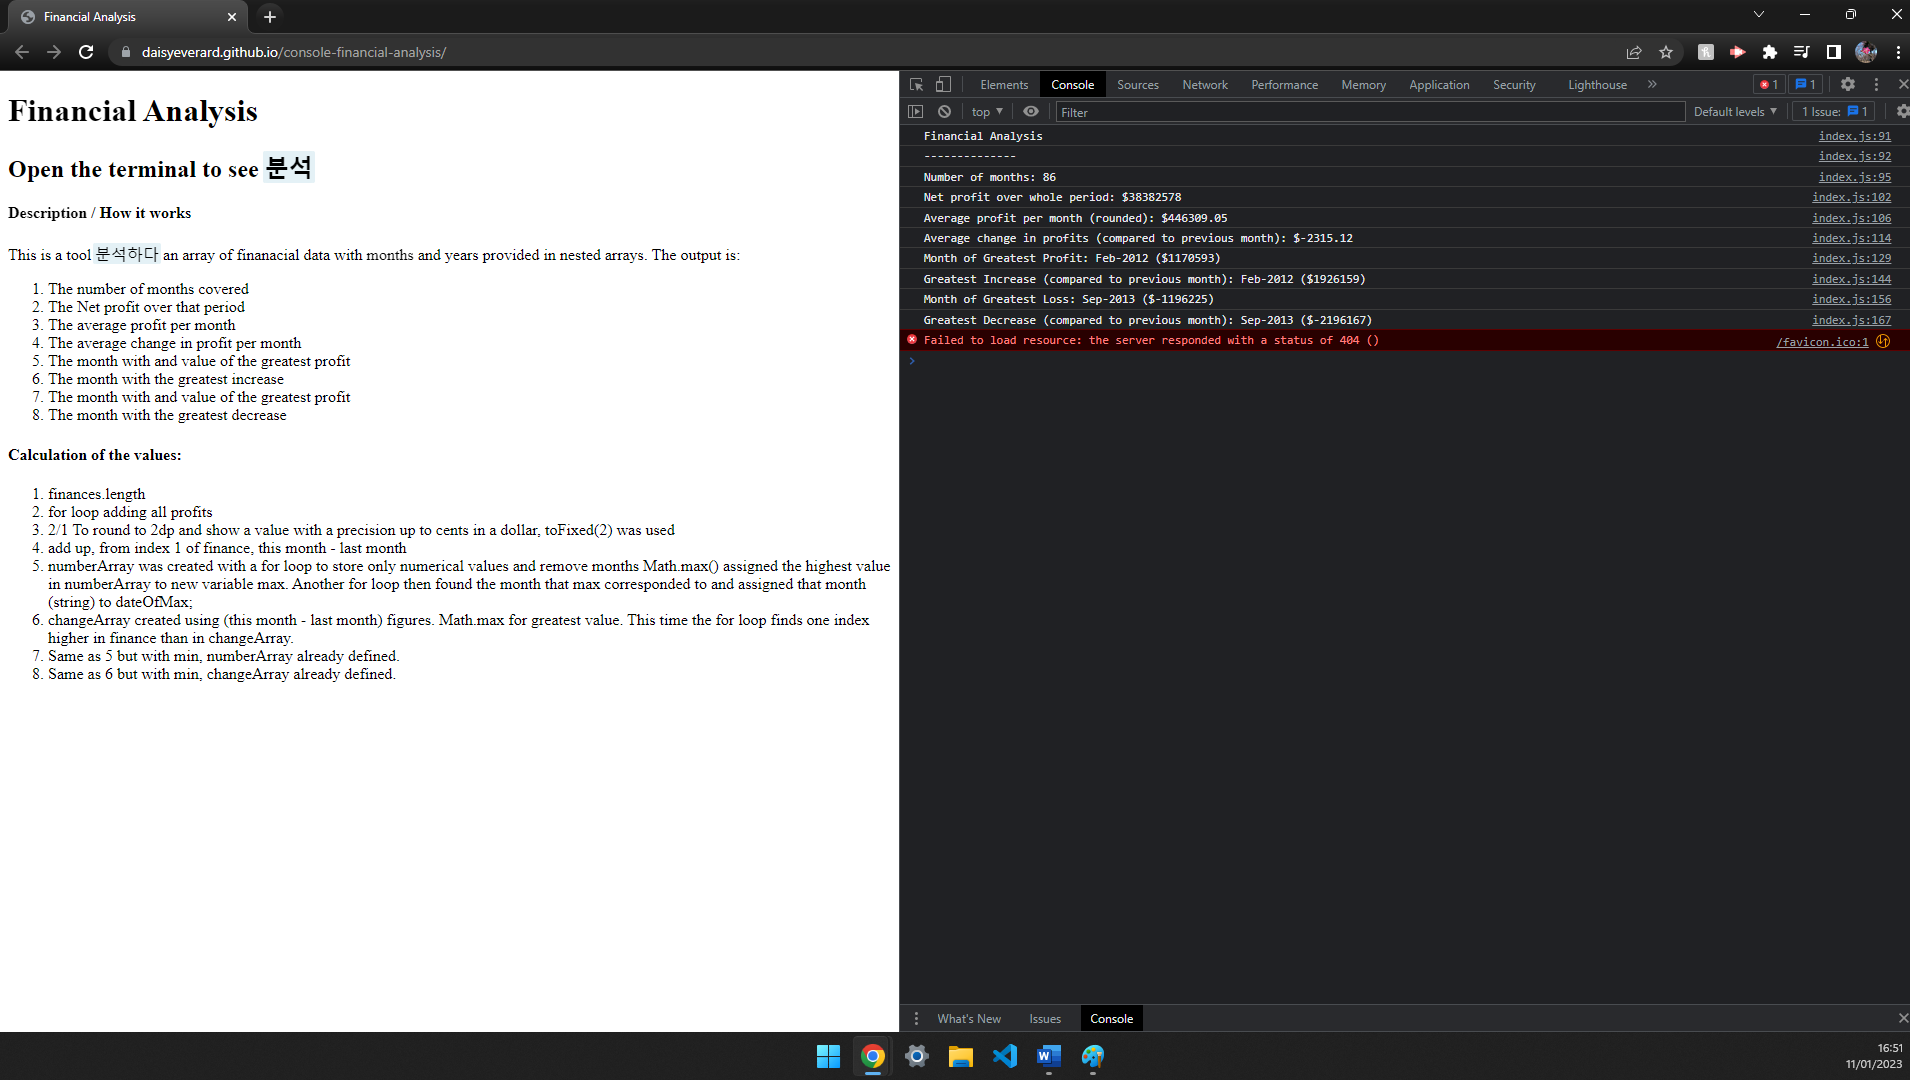 Financial Analysis
daisyeverard.github.io/console-financial-analysis/
Financial Analysis
Open the terminal to see 분석
Description / How it works
This is a tool 분석하다 an array of finanacial data with months and years provided in nested arrays. The output is:
1. The number of months covered
2. The Net profit over that period
3. The average profit per month
4. The average change in profit per month
5. The month with and value of the greatest profit
6. The month with the greatest increase
7. The month with and value of the greatest profit
8. The month with the greatest decrease
Calculation of the values:
1. finances.length
2. for loop adding all profits
3. 2/1 To round to 2dp and show a value with a precision up to cents in a dollar, toFixed(2) was used
4. add up, from index 1 of finance, this month - last month
5. numberArray was created with a for loop to store only numerical values and remove months Math.max() assigned the highest value
in numberArray to new variable max. Another for loop then found the month that max corresponded to and assigned that month
(string) to dateOfMax;
6. changeArray created using (this month - last month) figures. Math.max for greatest value. This time the for loop finds one index
higher in finance than in changeArray.
7. Same as 5 but with min, numberArray already defined.
8. Same as 6 but with min, changeArray already defined.
Elements Console Sources Network Performance Memory Application Security Lighthouse 1 1
top Filter Default levels 1 Issue: 1
Financial Analysis index.js:91
-------------- index.js:92
Number of months: 86 index.js:95
Net profit over whole period: $38382578 index.js:102
Average profit per month (rounded): $446309.05 index.js:106
Average change in profits (compared to previous month): $-2315.12 index.js:114
Month of Greatest Profit: Feb-2012 ($1170593) index.js:129
Greatest Increase (compared to previous month): Feb-2012 ($1926159) index.js:144
Month of Greatest Loss: Sep-2013 ($-1196225) index.js:156
Greatest Decrease (compared to previous month): Sep-2013 ($-2196167) index.js:167
Failed to load resource: the server responded with a status of 404 () /favicon.ico:1
What's New Issues Console
16:51
11/01/2023